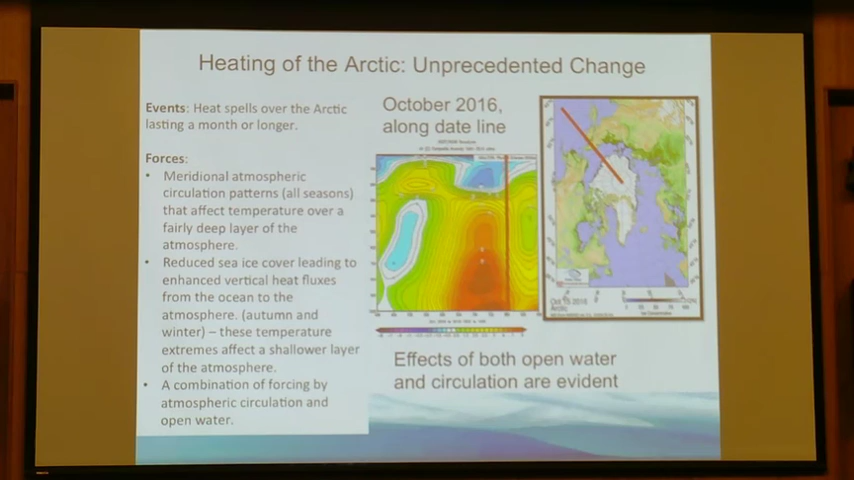 Heating of the Arctic: Unprecedented Change
Events: Heat spells over the Arctic
lasting a month or longer.
Forces:
• Meridional atmospheric
circulation patterns (all seasons)
that affect temperature over a
fairly deep layer of the
atmosphere.
• Reduced sea ice cover leading to
enhanced vertical heat fluxes
from the ocean to the
atmosphere. (autumn and
winter) – these temperature
extremes affect a shallower layer
of the atmosphere.
• A combination of forcing by
atmospheric circulation and
open water.
October 2016,
along date line
Arctic
Effects of both open water
and circulation are evident